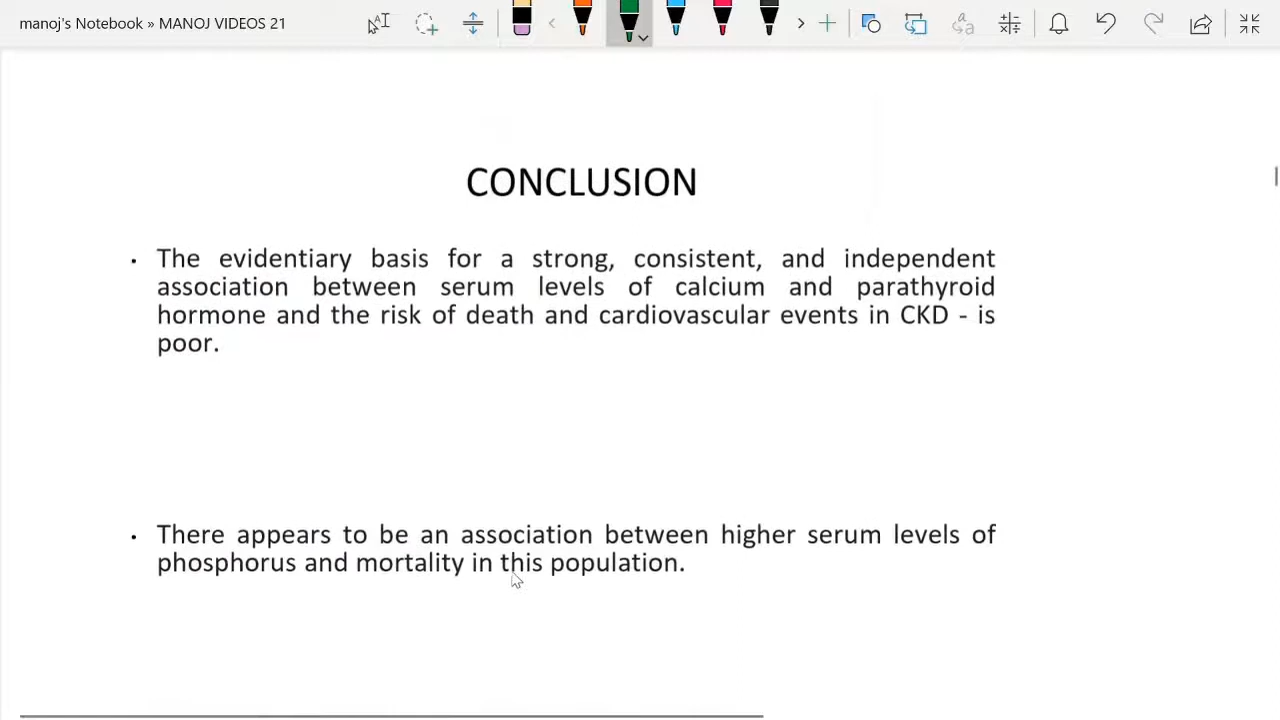 manoj's Notebook » MANOJ VIDEOS 21
CONCLUSION
• The evidentiary basis for a strong, consistent, and independent
association between serum levels of calcium and parathyroid
hormone and the risk of death and cardiovascular events in CKD - is
poor.
• There appears to be an association between higher serum levels of
phosphorus and mortality in this population.